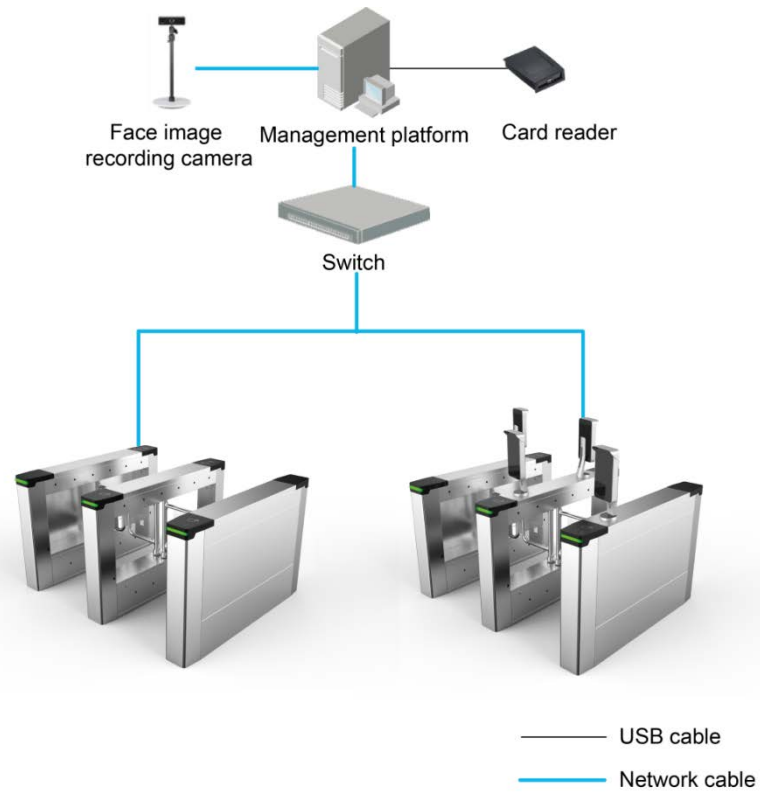 Face image
recording camera
Management platform
Card reader
Switch
USB cable
Network cable